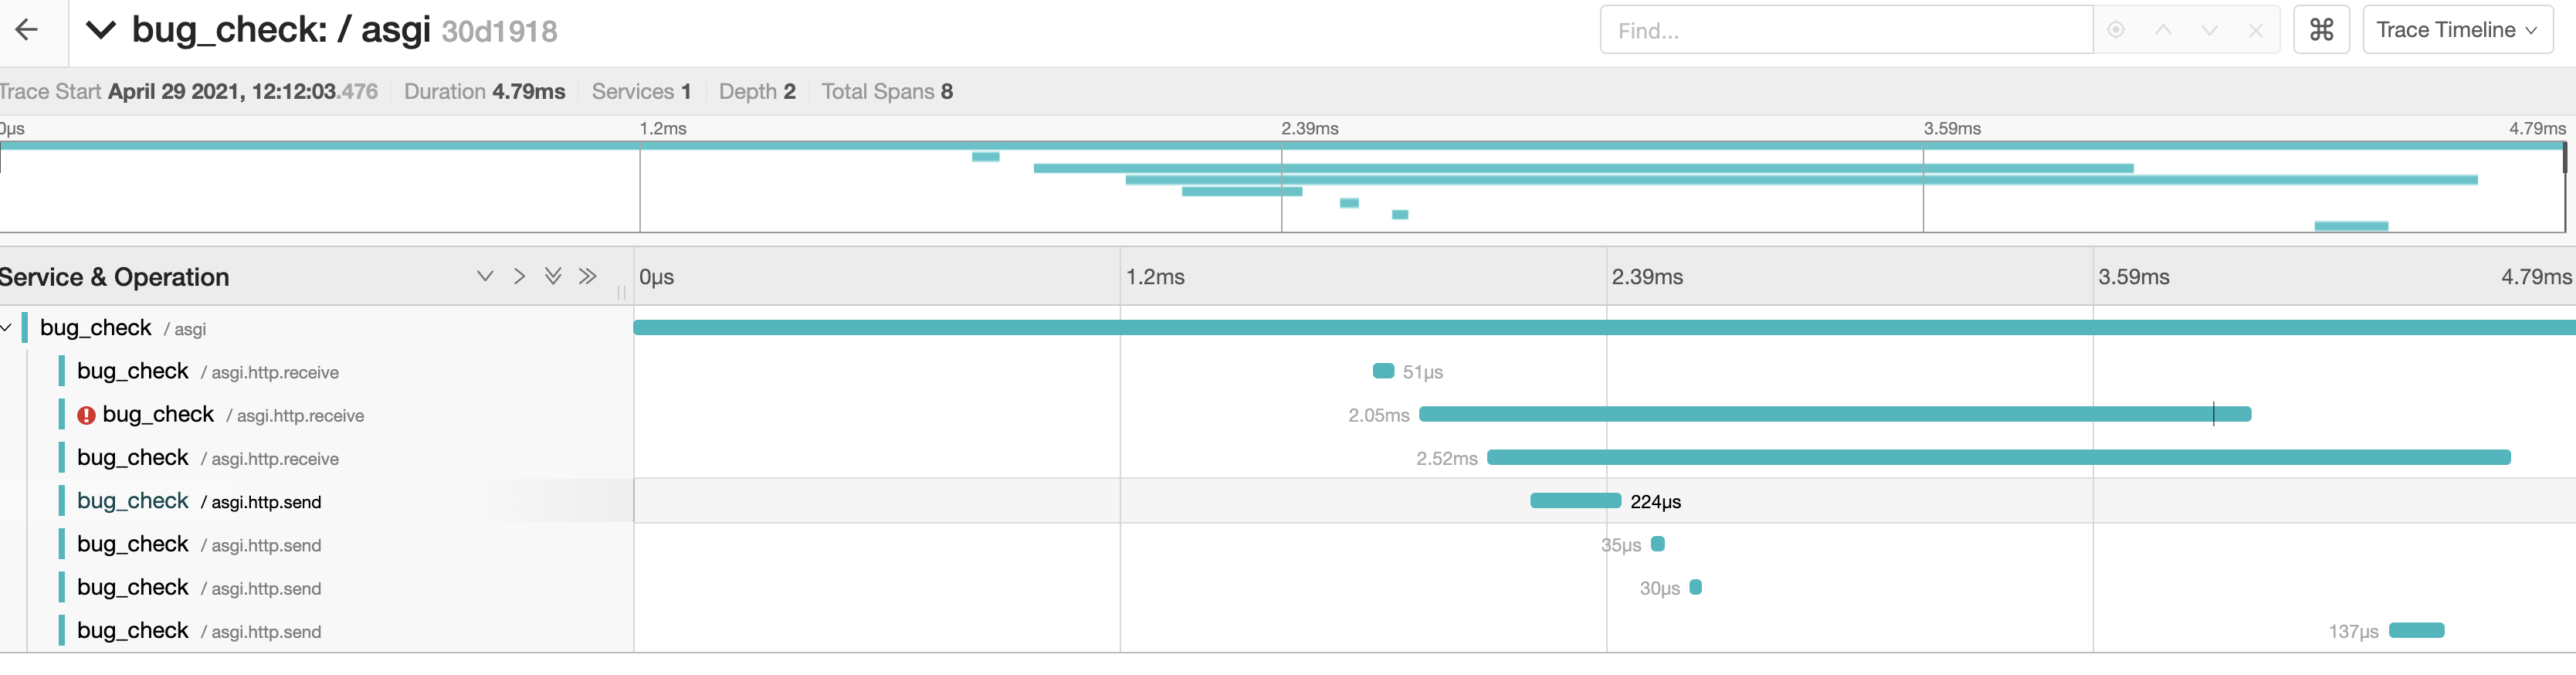 bug_check: / asgi 30d1918 Find... ⌘ Trace Timeline
Trace Start April 29 2021, 12:12:03.476 Duration 4.79ms Services 1 Depth 2 Total Spans 8
0μs 1.2ms 2.39ms 3.59ms 4.79ms
Service & Operation 0μs 1.2ms 2.39ms 3.59ms 4.79ms
bug_check / asgi
bug_check / asgi.http.receive 51μs
bug_check / asgi.http.receive 2.05ms
bug_check / asgi.http.receive 2.52ms
bug_check / asgi.http.send 224μs
bug_check / asgi.http.send 35μs
bug_check / asgi.http.send 30μs
bug_check / asgi.http.send 137μs